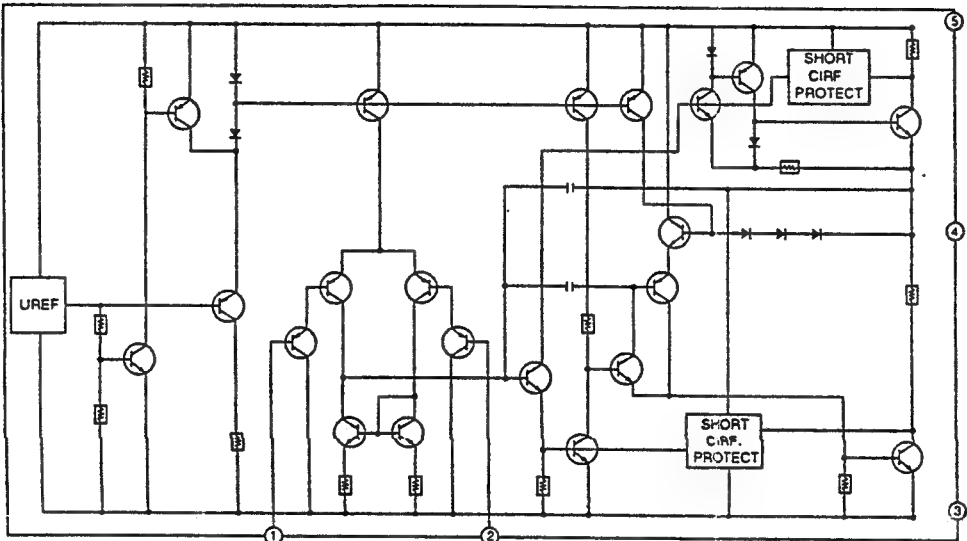 5
SHORT
CIRF
PROTECT
4
UREF
SHORT
CIRF.
PROTECT
3
1
2